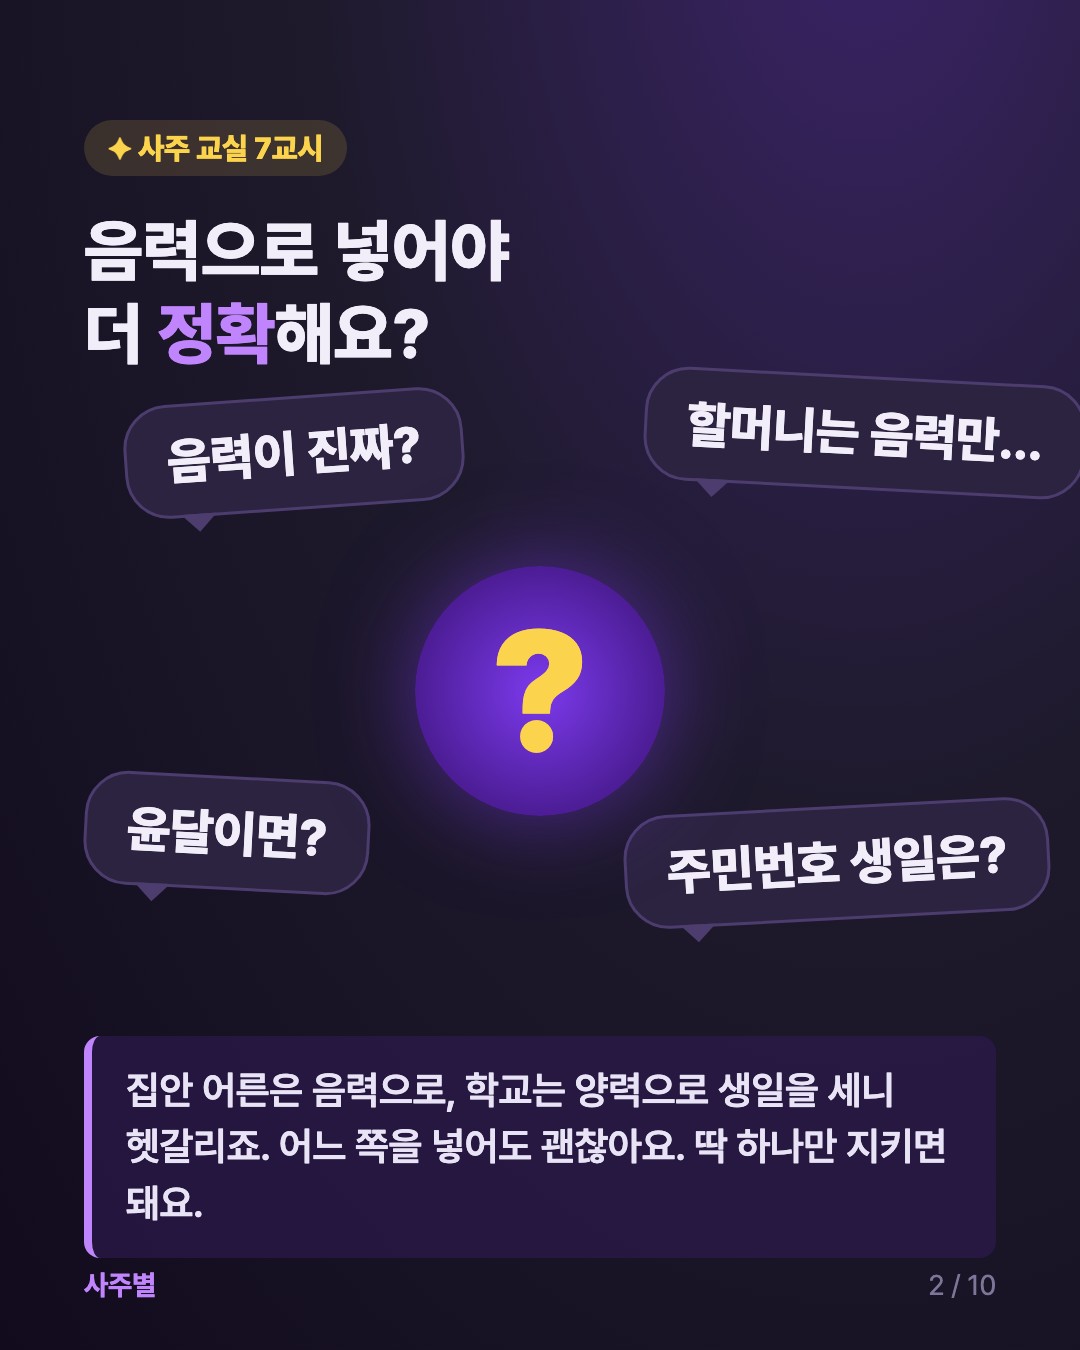 ✦ 사주 교실 7교시
음력으로 넣어야
더 정확해요?
음력이 진짜?
할머니는 음력만...
?
윤달이면?
주민번호 생일은?
집안 어른은 음력으로, 학교는 양력으로 생일을 세니
헷갈리죠. 어느 쪽을 넣어도 괜찮아요. 딱 하나만 지키면
돼요.
사주별
2 / 10